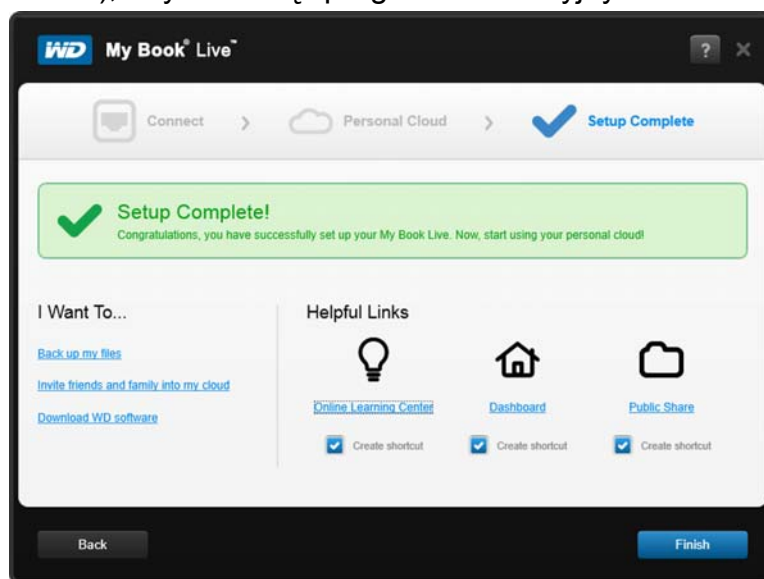 WD My Book® Live™ ?
Connect > Personal Cloud > Setup Complete
Setup Complete!
Congratulations, you have successfully set up your My Book Live. Now, start using your personal cloud!
I Want To...
Back up my files
Invite friends and family into my cloud
Download WD software
Helpful Links
Online Learning Center Dashboard Public Share
Create shortcut Create shortcut Create shortcut
Back Finish